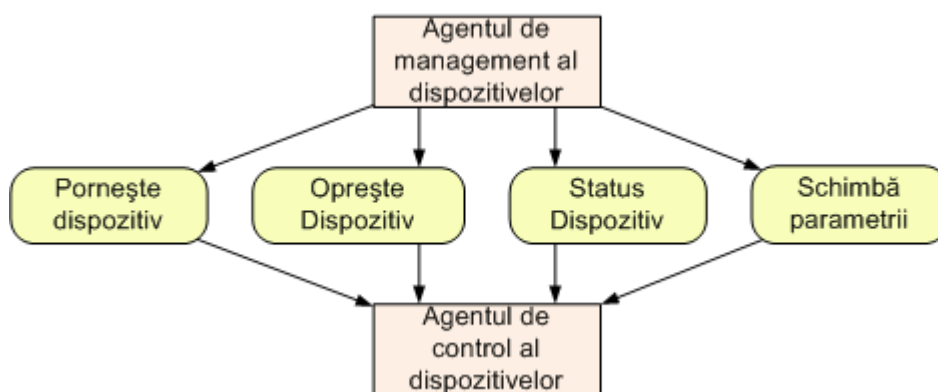 Agentul de
management al
dispozitivelor
Porneşte
dispozitiv
Opreşte
Dispozitiv
Status
Dispozitiv
Schimbă
parametrii
Agentul de
control al
dispozitivelor